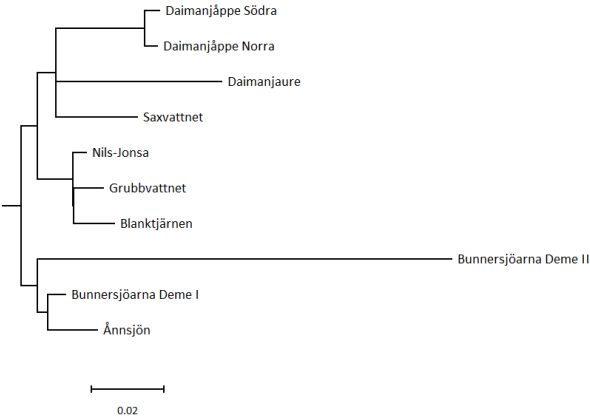 Daimanjåppe Södra
Daimanjåppe Norra
Daimanjaure
Saxvattnet
Nils-Jonsa
Grubbvattnet
Blanktjärnen
Bunnersjöarna Deme II
Bunnersjöarna Deme I
Ånnsjön
0.02